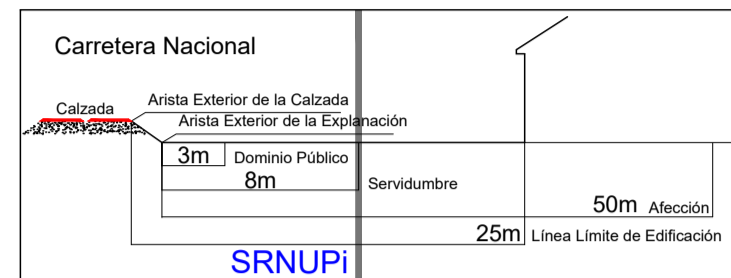 Carretera Nacional
Calzada
Arista Exterior de la Calzada
Arista Exterior de la Explanación
3m Dominio Público
8m Servidumbre
50m Afección
25m Línea Límite de Edificación
SRNUPi